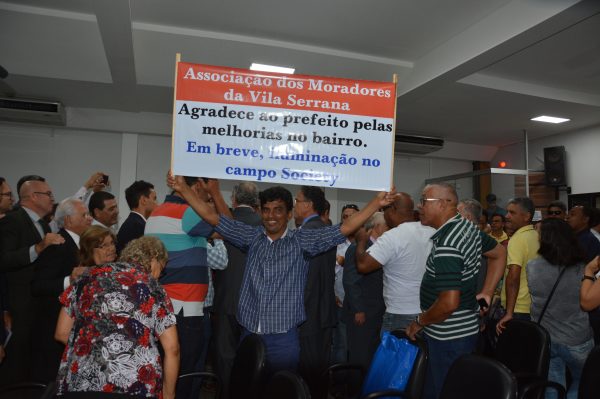 Associação dos Moradores
da Vila Serrana
Agradece ao prefeito pelas
melhorias no bairro.
Em breve, iluminação no
campo Society